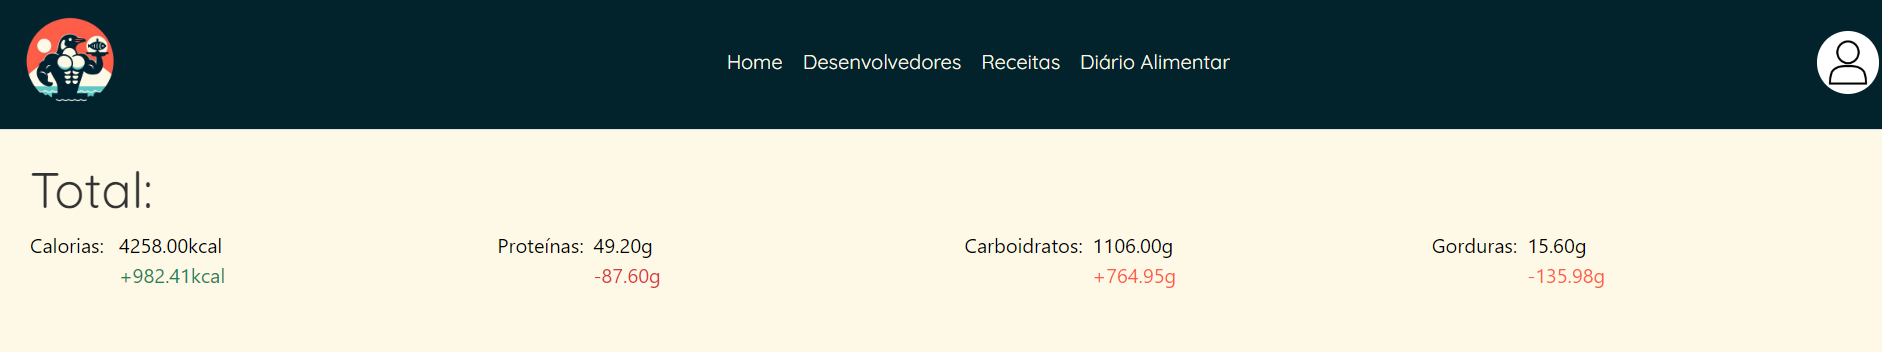 Home Desenvolvedores Receitas Diário Alimentar
Total:
Calorias: 4258.00kcal
+982.41kcal
Proteínas: 49.20g
-87.60g
Carboidratos: 1106.00g
+764.95g
Gorduras: 15.60g
-135.98g